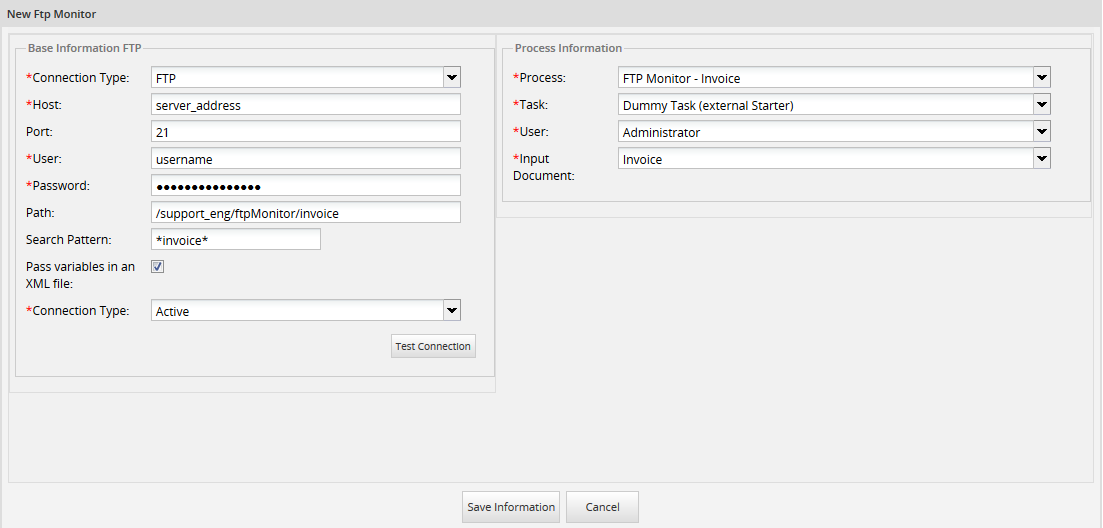 New Ftp Monitor
Base Information FTP
*Connection Type: FTP
*Host: server_address
Port: 21
*User: username
*Password: ●●●●●●●●●●●●●●●
Path: /support_eng/ftpMonitor/invoice
Search Pattern: *invoice*
Pass variables in an
XML file:
*Connection Type: Active
Test Connection
Process Information
*Process: FTP Monitor - Invoice
*Task: Dummy Task (external Starter)
*User: Administrator
*Input
Document: Invoice
Save Information
Cancel